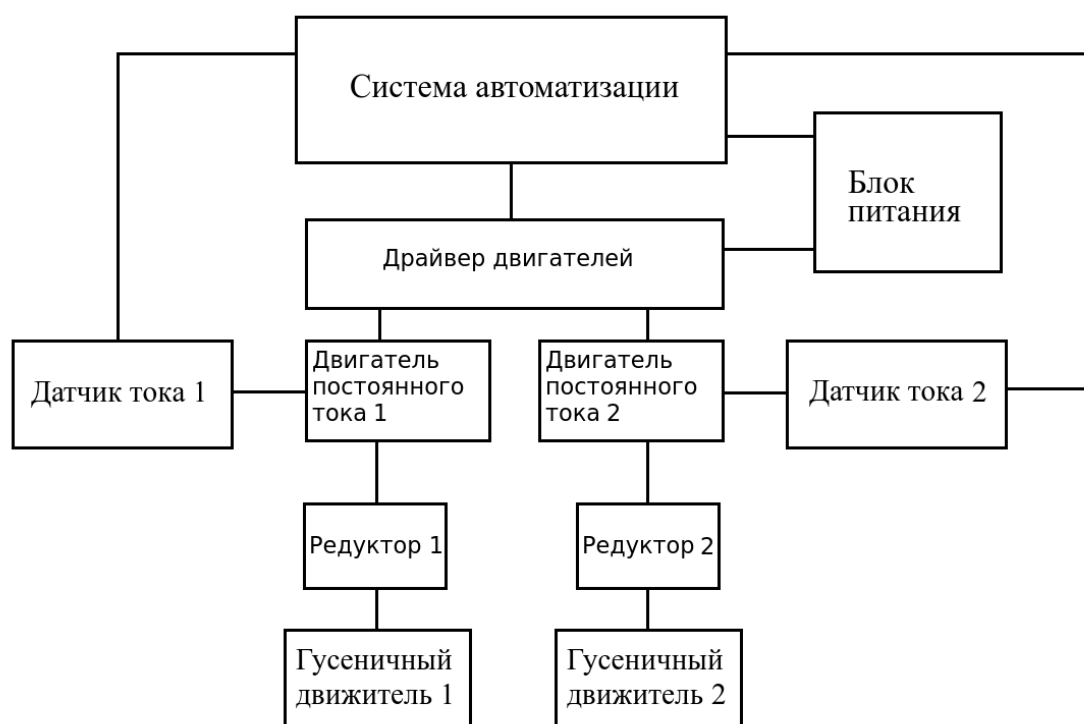 Система автоматизации
Блок
питания
Драйвер двигателей
Датчик тока 1
Двигатель
постоянного
тока 1
Двигатель
постоянного
тока 2
Датчик тока 2
Редуктор 1
Редуктор 2
Гусеничный
движитель 1
Гусеничный
движитель 2